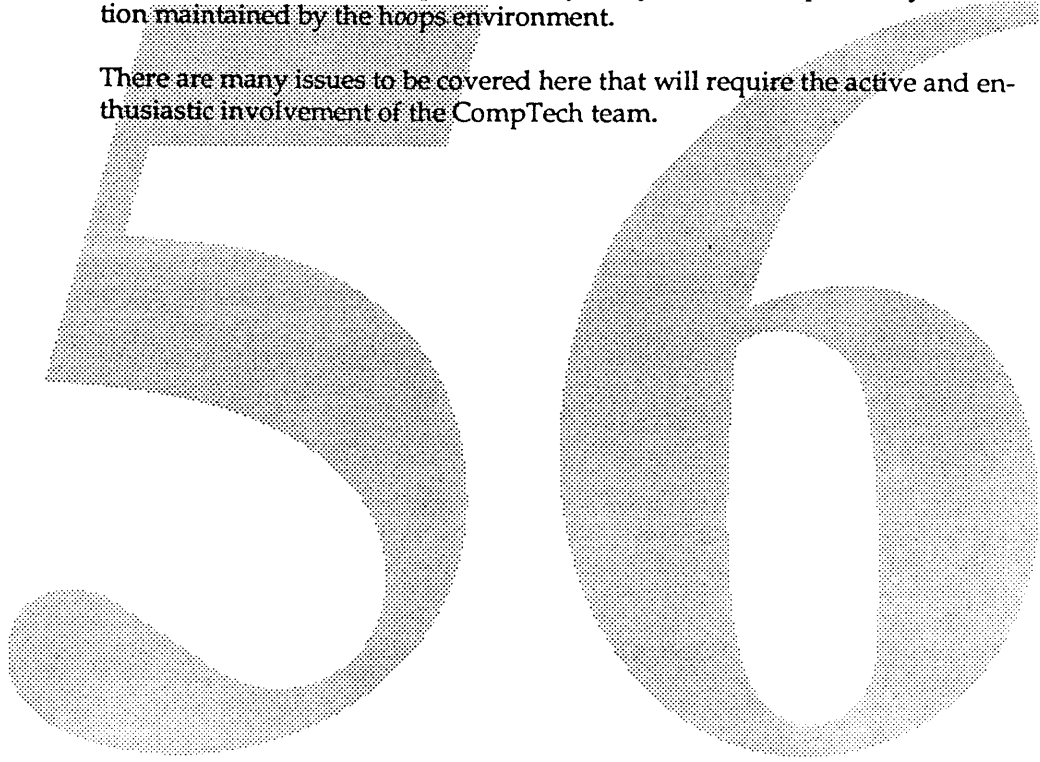 tion maintained by the hoops environment.
There are many issues to be covered here that will require the active and en-
thusiastic involvement of the CompTech team.
56